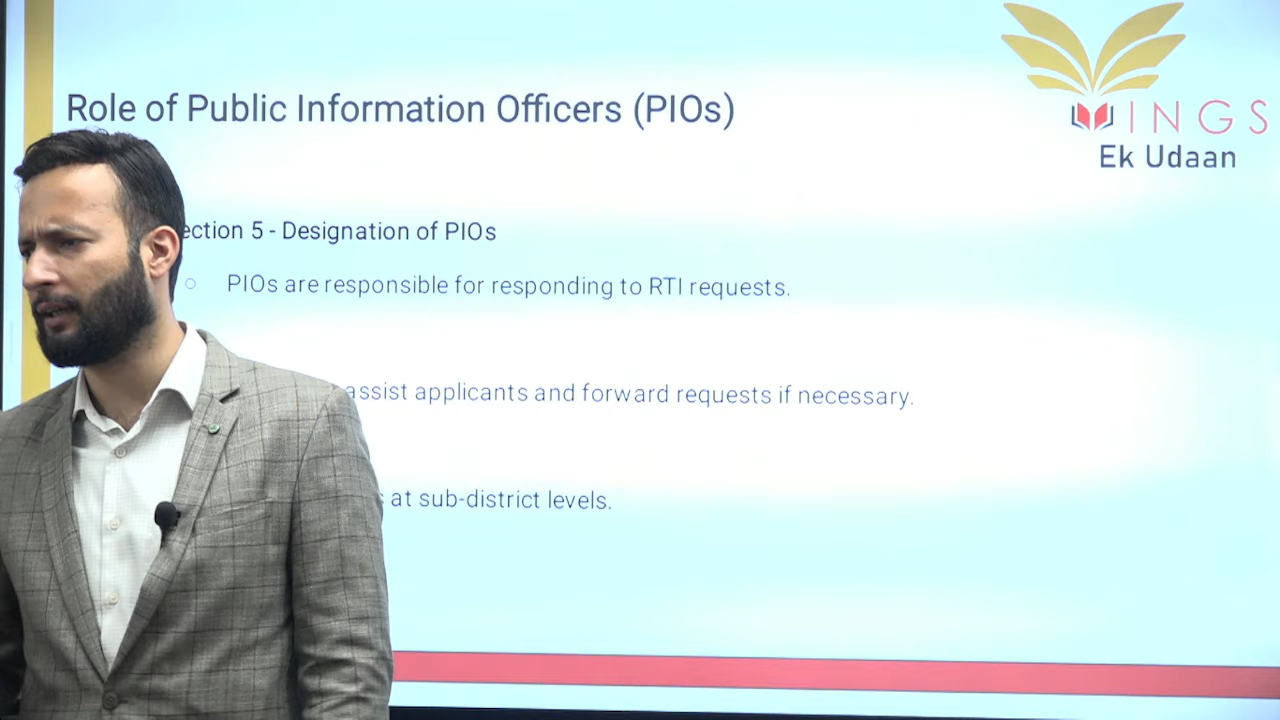 Role of Public Information Officers (PIOs)
INGS
Ek Udaan
ection 5 - Designation of PIOs
○ PIOs are responsible for responding to RTI requests.
assist applicants and forward requests if necessary.
at sub-district levels.